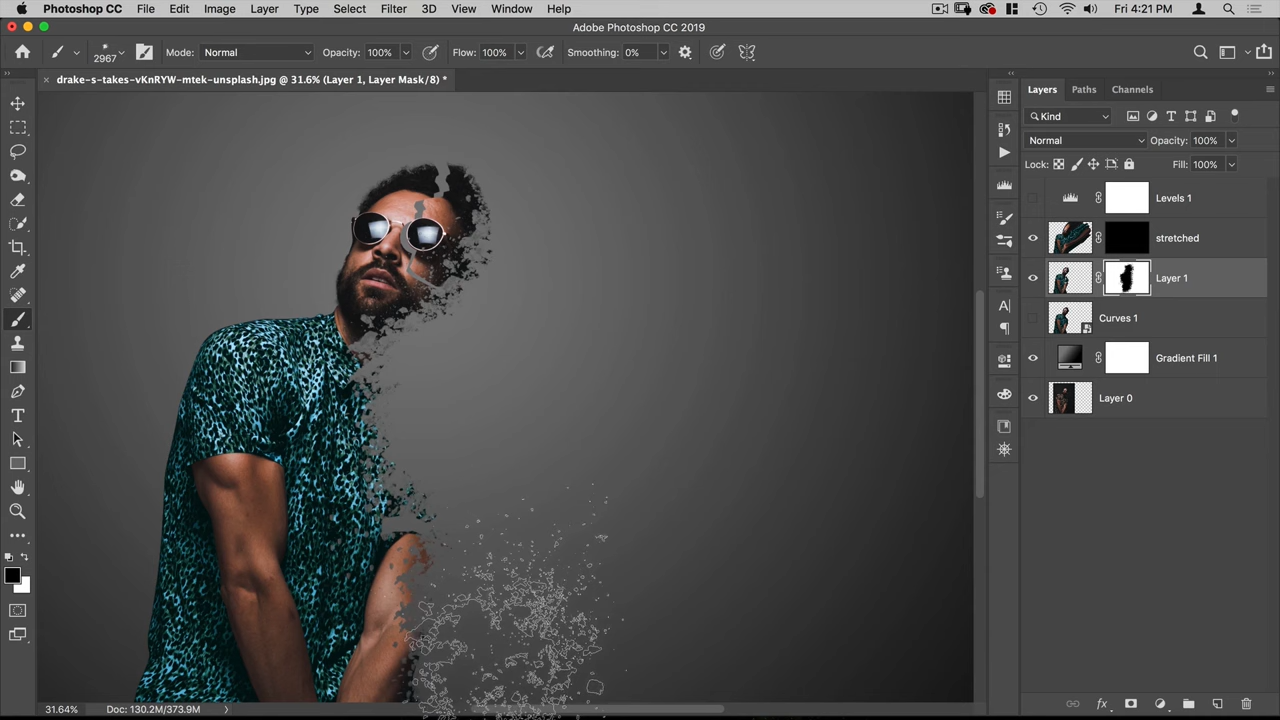 Photoshop CC File Edit Image Layer Type Select Filter 3D View Window Help Fri 4:21 PM
Adobe Photoshop CC 2019
2967 Mode: Normal Opacity: 100% Flow: 100% Smoothing: 0%
drake-s-takes-vKnRYW-mtek-unsplash.jpg @ 31.6% (Layer 1, Layer Mask/8) *
Layers Paths Channels
Kind
Normal Opacity: 100%
Lock: Fill: 100%
Levels 1
stretched
Layer 1
Curves 1
Gradient Fill 1
Layer 0
31.64% Doc: 130.2M/373.9M